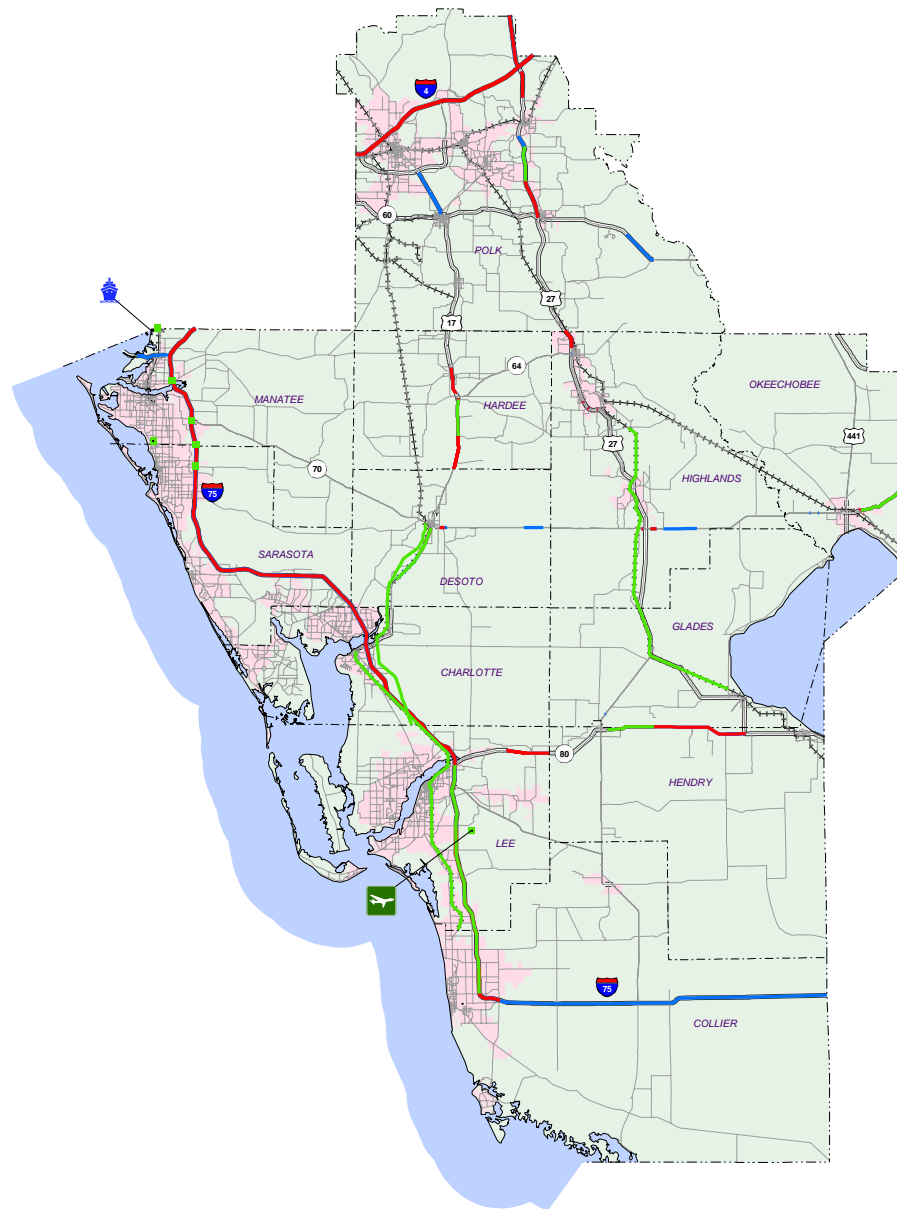 4
60
POLK
27
17
64
OKEECHOBEE
MANATEE
HARDEE
441
27
70
HIGHLANDS
75
SARASOTA
DESOTO
GLADES
CHARLOTTE
80
HENDRY
LEE
75
COLLIER